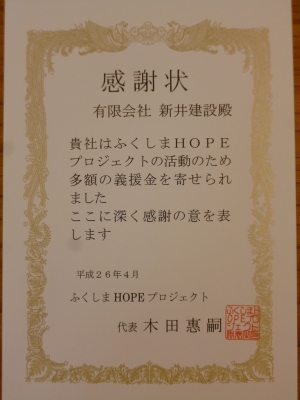 感謝状
有限会社 新井建設殿
貴社はふくしまHOPE
プロジェクトの活動のため
多額の義援金を寄せられ
ました
ここに深く感謝の意を表
します
平成26年4月
ふくしまHOPEプロジェクト
代表 木田惠嗣